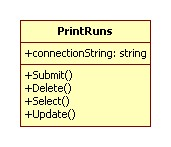 PrintRuns
+connectionString: string
+Submit()
+Delete()
+Select()
+Update()